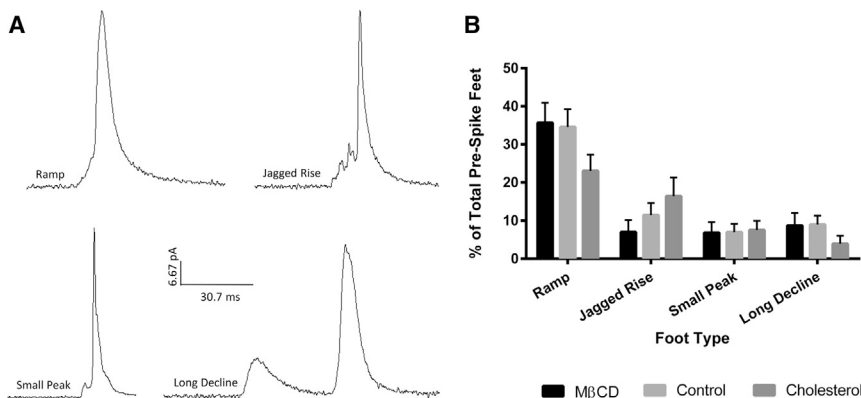 A
Ramp
Jagged Rise
Small Peak
Long Decline
6.67 pA
30.7 ms
B
% of Total Pre-Spike Feet
50
40
30
20
10
0
Ramp
Jagged Rise
Small Peak
Long Decline
Foot Type
MβCD
Control
Cholesterol